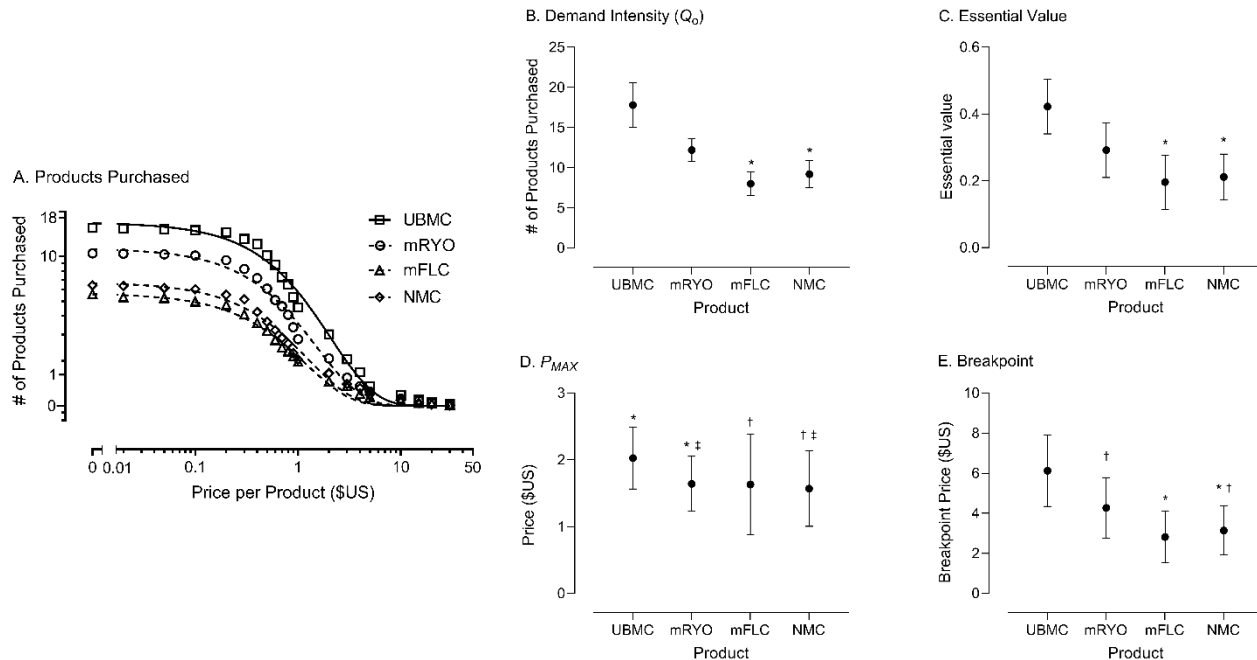 A. Products Purchased
# of Products Purchased
18
10
1
0
UBMC
mRYO
mFLC
NMC
0 0.01 0.1 1 10 50
Price per Product ($US)
B. Demand Intensity (Qo)
# of Products Purchased
25
20
15
10
5
0
* *
UBMC mRYO mFLC NMC
Product
C. Essential Value
Essential value
0.6
0.4
0.2
0.0
* *
UBMC mRYO mFLC NMC
Product
D. PMAX
Price ($US)
3
2
1
0
* * ‡ † † ‡
UBMC mRYO mFLC NMC
Product
E. Breakpoint
Breakpoint Price ($US)
10
8
6
4
2
0
† * * †
UBMC mRYO mFLC NMC
Product